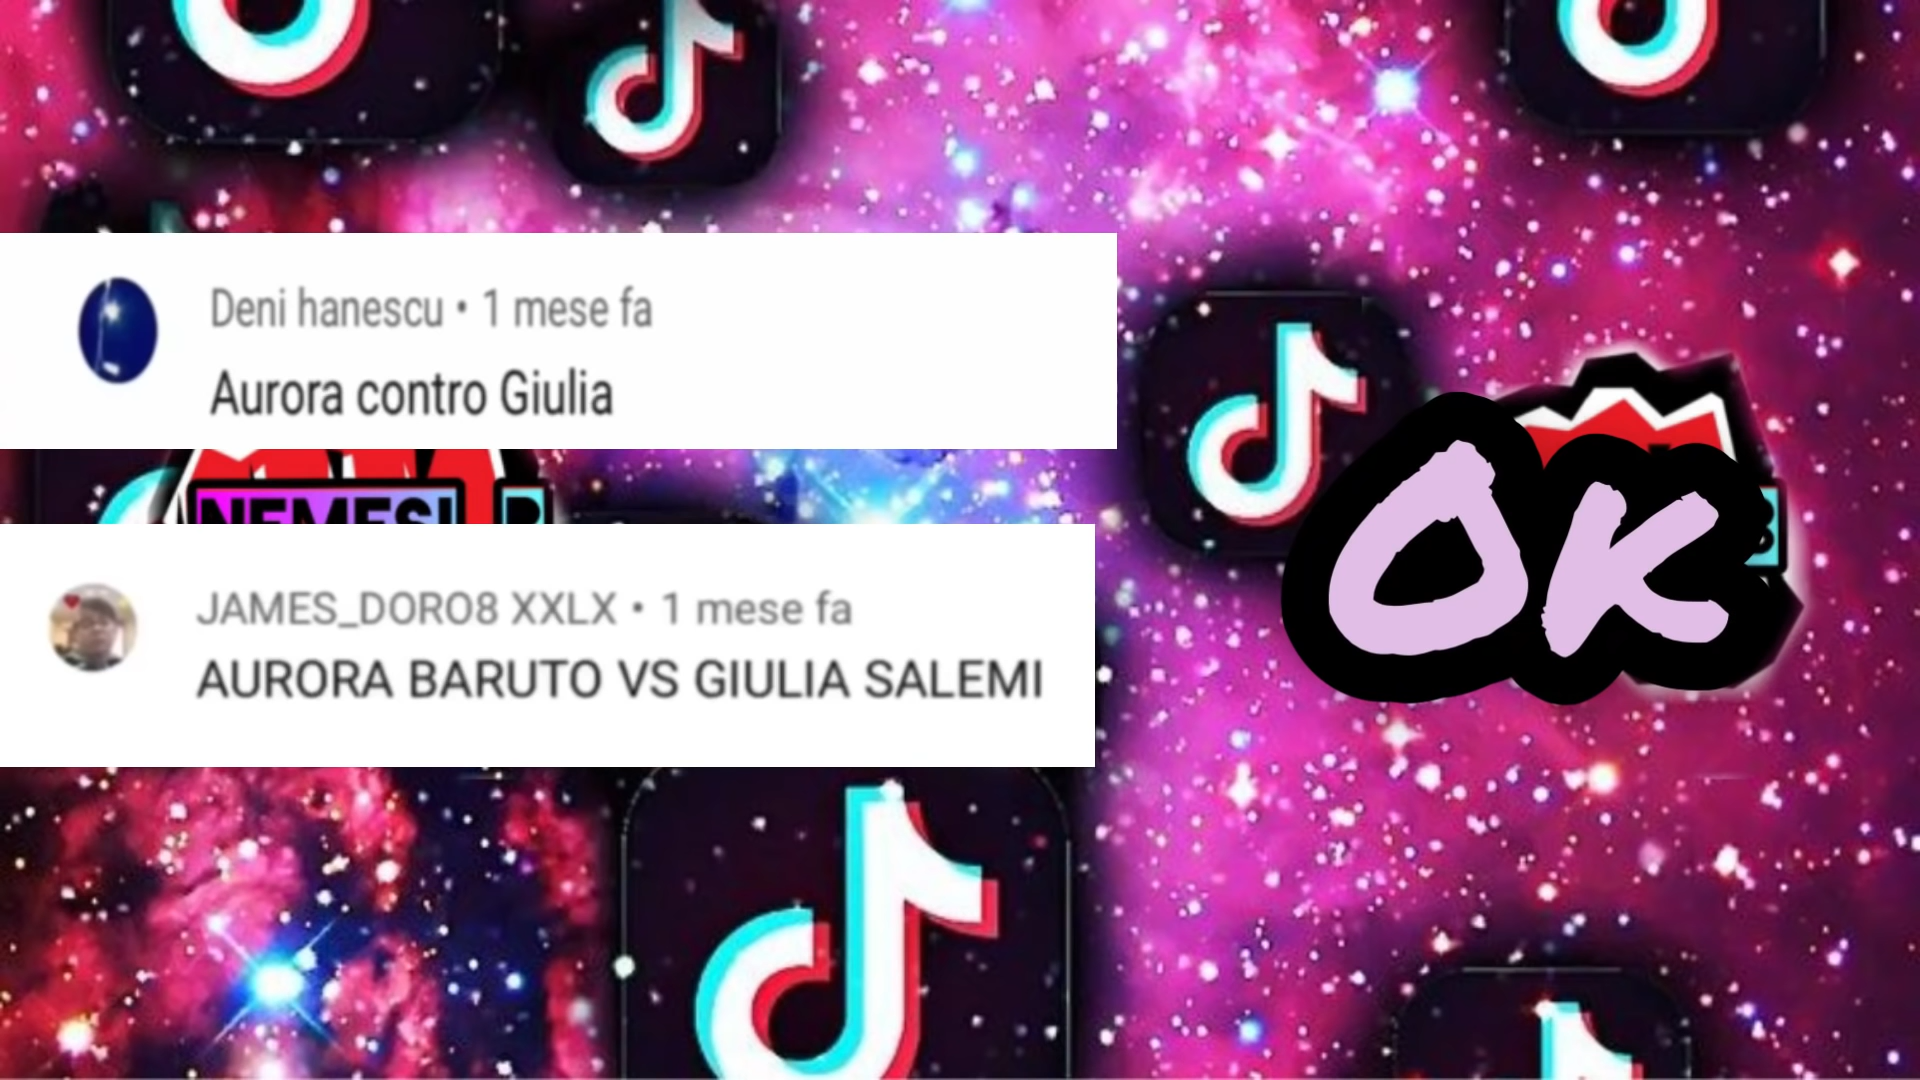 Deni hanescu • 1 mese fa
Aurora contro Giulia
NEMESI
JAMES_DORO8 XXLX • 1 mese fa
AURORA BARUTO VS GIULIA SALEMI
OK